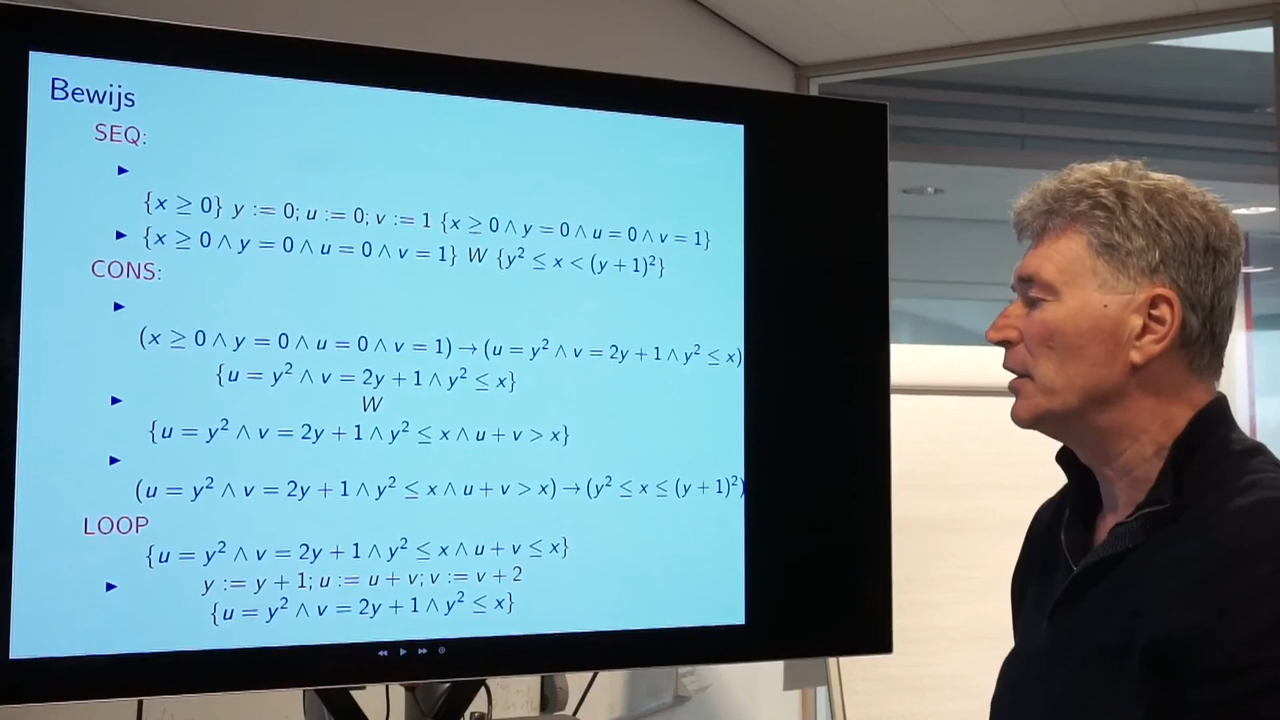 Bewijs
SEQ:
{x ≥ 0} y := 0; u := 0; v := 1 {x ≥ 0 ∧ y = 0 ∧ u = 0 ∧ v = 1}
{x ≥ 0 ∧ y = 0 ∧ u = 0 ∧ v = 1} W {y² ≤ x < (y + 1)²}
CONS:
(x ≥ 0 ∧ y = 0 ∧ u = 0 ∧ v = 1) → (u = y² ∧ v = 2y + 1 ∧ y² ≤ x)
{u = y² ∧ v = 2y + 1 ∧ y² ≤ x}
W
{u = y² ∧ v = 2y + 1 ∧ y² ≤ x ∧ u + v > x}
(u = y² ∧ v = 2y + 1 ∧ y² ≤ x ∧ u + v > x) → (y² ≤ x ≤ (y + 1)²)
LOOP
{u = y² ∧ v = 2y + 1 ∧ y² ≤ x ∧ u + v ≤ x}
y := y + 1; u := u + v; v := v + 2
{u = y² ∧ v = 2y + 1 ∧ y² ≤ x}